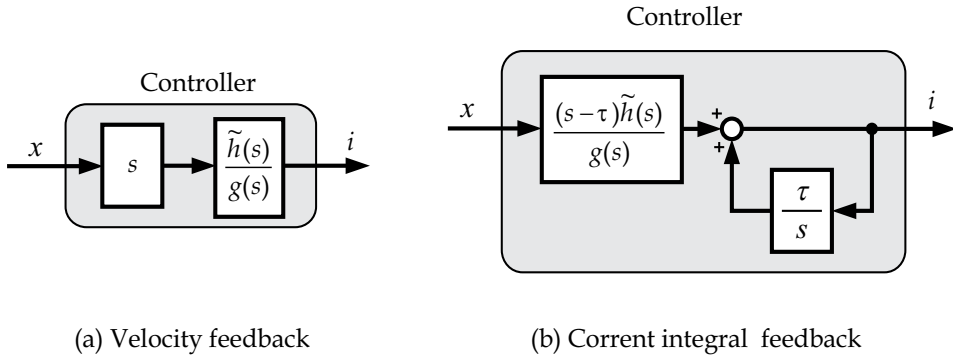 Controller
x
s
h̃(s)
g(s)
i
(a) Velocity feedback
Controller
x
(s−τ)h̃(s)
g(s)
+
+
i
τ
s
(b) Corrent integral feedback